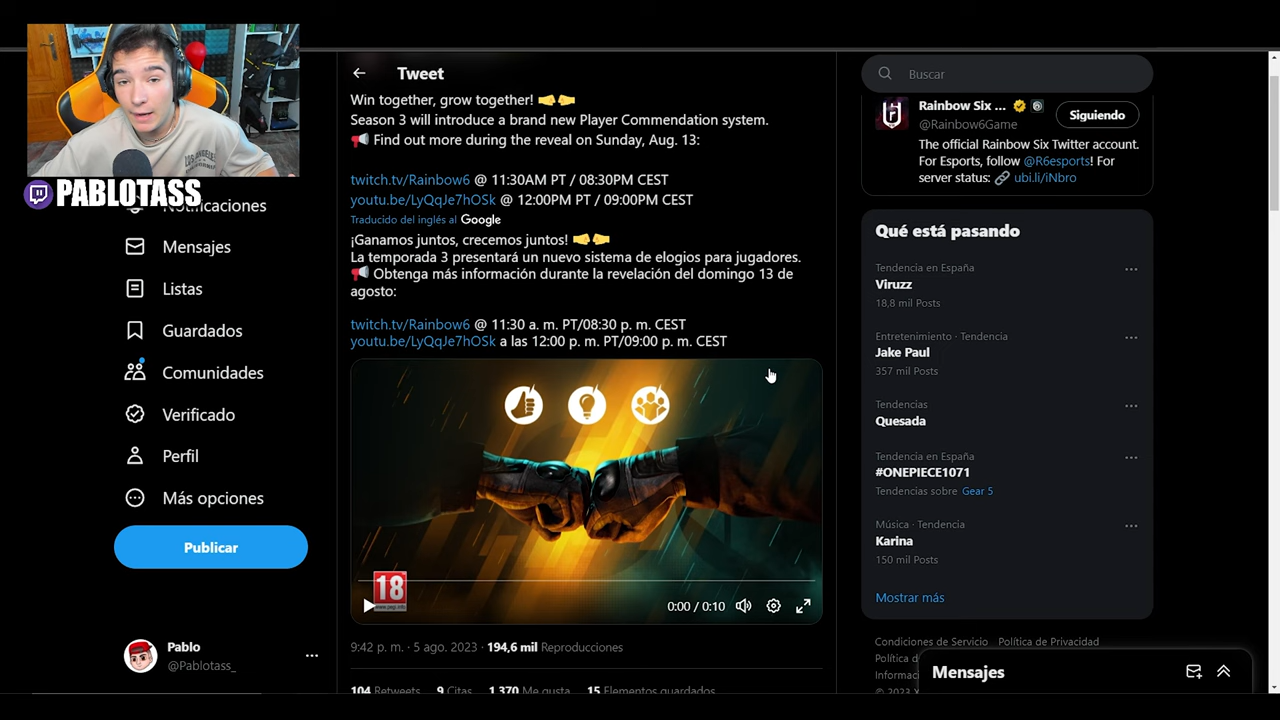 PABLOTASS
Notificaciones
Mensajes
Listas
Guardados
Comunidades
Verificado
Perfil
Más opciones
Publicar
Pablo
@Pablotass_
Tweet
Win together, grow together!
Season 3 will introduce a brand new Player Commendation system.
Find out more during the reveal on Sunday, Aug. 13:
twitch.tv/Rainbow6 @ 11:30AM PT / 08:30PM CEST
youtu.be/LyQqJe7hOSk @ 12:00PM PT / 09:00PM CEST
Traducido del inglés al Google
¡Ganamos juntos, crecemos juntos!
La temporada 3 presentará un nuevo sistema de elogios para jugadores.
Obtenga más información durante la revelación del domingo 13 de
agosto:
twitch.tv/Rainbow6 @ 11:30 a. m. PT/08:30 p. m. CEST
youtu.be/LyQqJe7hOSk a las 12:00 p. m. PT/09:00 p. m. CEST
18
www.pegi.info
0:00 / 0:10
9:42 p. m. · 5 ago. 2023 · 194,6 mil Reproducciones
104 Retweets 9 Citas 1.370 Me gusta 15 Elementos guardados
Buscar
Rainbow Six ...
@Rainbow6Game
Siguiendo
The official Rainbow Six Twitter account.
For Esports, follow @R6esports! For
server status: ubi.li/iNbro
Qué está pasando
Tendencia en España
Viruzz
18,8 mil Posts
Entretenimiento · Tendencia
Jake Paul
357 mil Posts
Tendencias
Quesada
Tendencia en España
#ONEPIECE1071
Tendencias sobre Gear 5
Música · Tendencia
Karina
150 mil Posts
Mostrar más
Condiciones de Servicio Política de Privacidad
Política d
Informac
© 2023 X
Mensajes